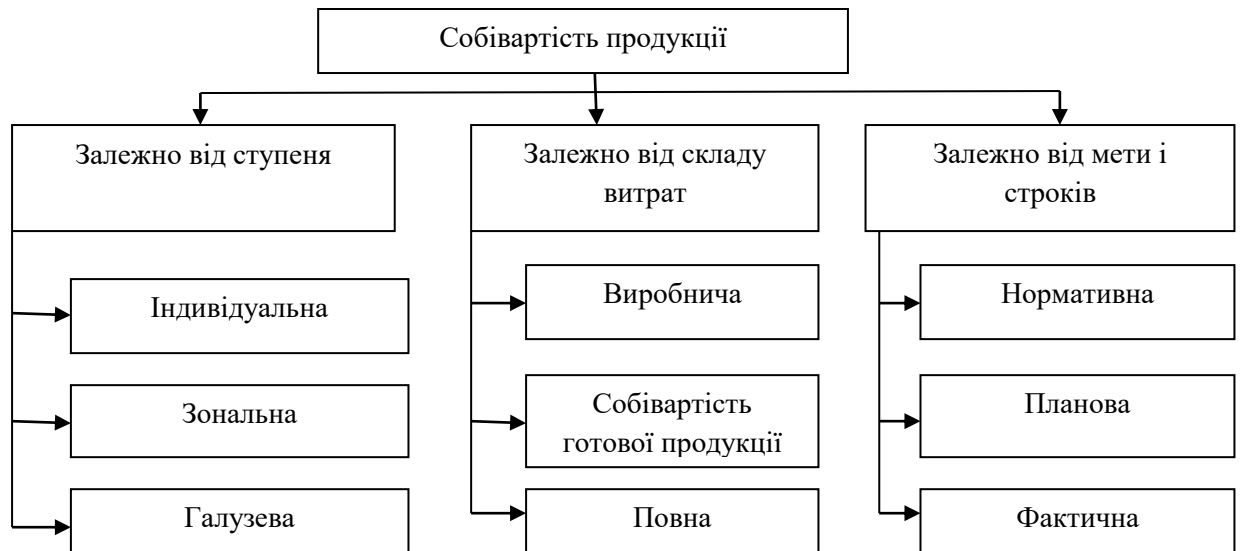 Собівартість продукції
Залежно від ступеня
Залежно від складу
витрат
Залежно від мети і
строків
Індивідуальна
Виробнича
Нормативна
Зональна
Собівартість
готової продукції
Планова
Галузева
Повна
Фактична